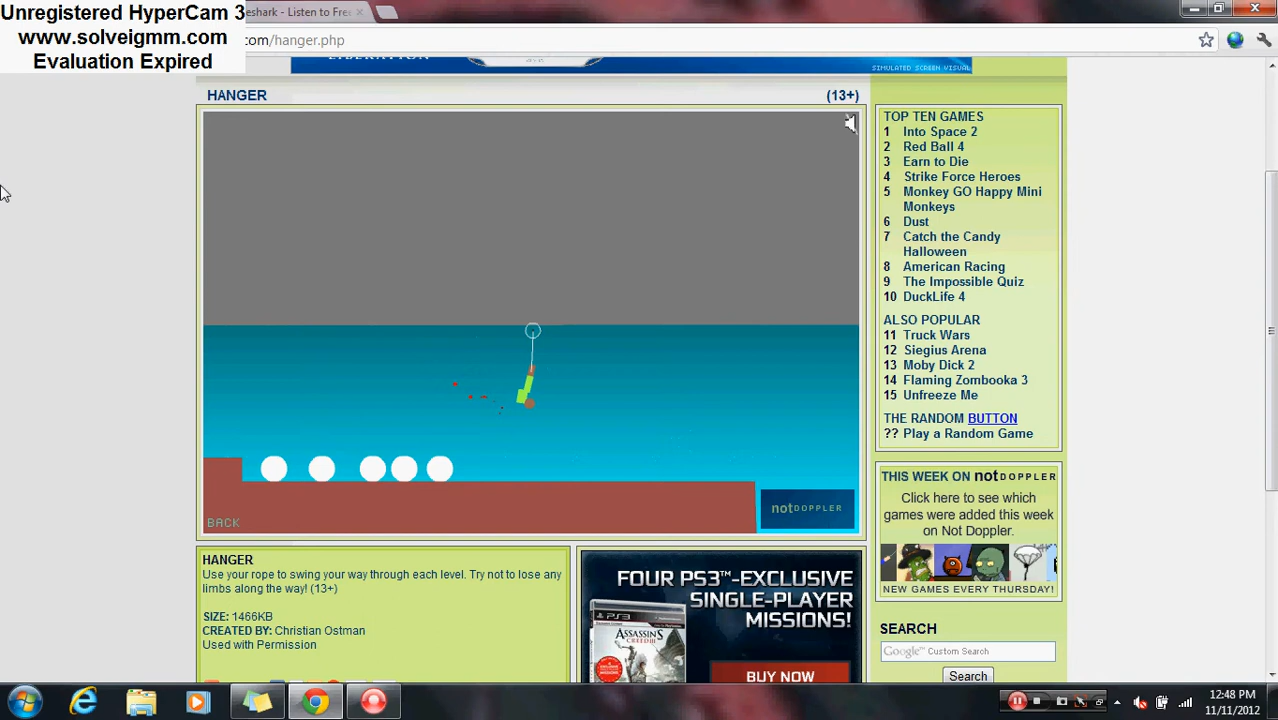 Unregistered HyperCam 3
www.solveigmm.com
Evaluation Expired
eshark - Listen to Free
com/hanger.php
SIMULATED SCREEN VISUAL
HANGER
(13+)
BACK
notDOPPLER
TOP TEN GAMES
1 Into Space 2
2 Red Ball 4
3 Earn to Die
4 Strike Force Heroes
5 Monkey GO Happy Mini
Monkeys
6 Dust
7 Catch the Candy
Halloween
8 American Racing
9 The Impossible Quiz
10 DuckLife 4
ALSO POPULAR
11 Truck Wars
12 Siegius Arena
13 Moby Dick 2
14 Flaming Zombooka 3
15 Unfreeze Me
THE RANDOM BUTTON
?? Play a Random Game
THIS WEEK ON notDOPPLER
Click here to see which
games were added this week
on Not Doppler.
NEW GAMES EVERY THURSDAY!
SEARCH
Google Custom Search
Search
HANGER
Use your rope to swing your way through each level. Try not to lose any
limbs along the way! (13+)
SIZE: 1466KB
CREATED BY: Christian Ostman
Used with Permission
FOUR PS3™-EXCLUSIVE
SINGLE-PLAYER
MISSIONS!
ASSASSIN'S
CREED III
BUY NOW
12:48 PM
11/11/2012